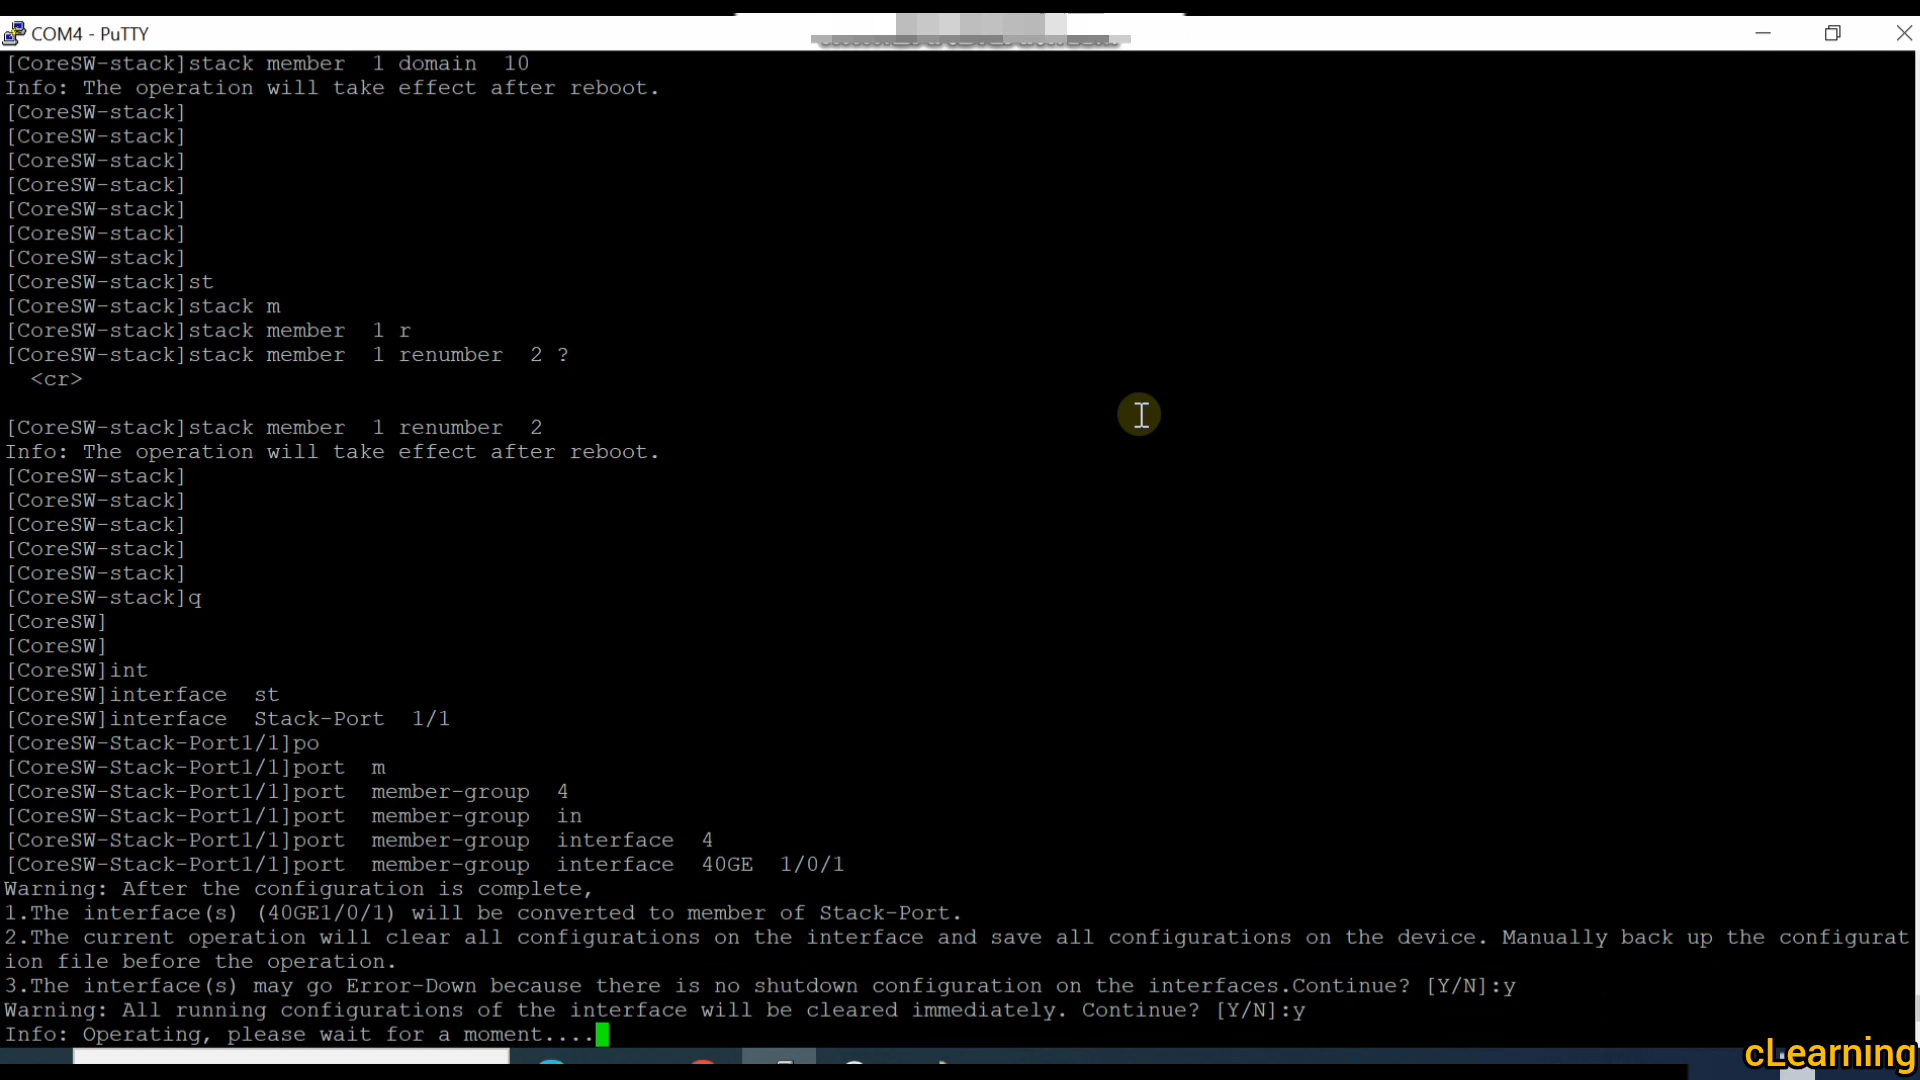 COM4 - PuTTY
[CoreSW-stack]stack member 1 domain 10
Info: The operation will take effect after reboot.
[CoreSW-stack]
[CoreSW-stack]
[CoreSW-stack]
[CoreSW-stack]
[CoreSW-stack]
[CoreSW-stack]
[CoreSW-stack]
[CoreSW-stack]st
[CoreSW-stack]stack m
[CoreSW-stack]stack member 1 r
[CoreSW-stack]stack member 1 renumber 2 ?
<cr>
[CoreSW-stack]stack member 1 renumber 2
Info: The operation will take effect after reboot.
[CoreSW-stack]
[CoreSW-stack]
[CoreSW-stack]
[CoreSW-stack]
[CoreSW-stack]
[CoreSW-stack]q
[CoreSW]
[CoreSW]
[CoreSW]int
[CoreSW]interface st
[CoreSW]interface Stack-Port 1/1
[CoreSW-Stack-Port1/1]po
[CoreSW-Stack-Port1/1]port m
[CoreSW-Stack-Port1/1]port member-group 4
[CoreSW-Stack-Port1/1]port member-group in
[CoreSW-Stack-Port1/1]port member-group interface 4
[CoreSW-Stack-Port1/1]port member-group interface 40GE 1/0/1
Warning: After the configuration is complete,
1.The interface(s) (40GE1/0/1) will be converted to member of Stack-Port.
2.The current operation will clear all configurations on the interface and save all configurations on the device. Manually back up the configurat
ion file before the operation.
3.The interface(s) may go Error-Down because there is no shutdown configuration on the interfaces.Continue? [Y/N]:y
Warning: All running configurations of the interface will be cleared immediately. Continue? [Y/N]:y
Info: Operating, please wait for a moment....
cLearning